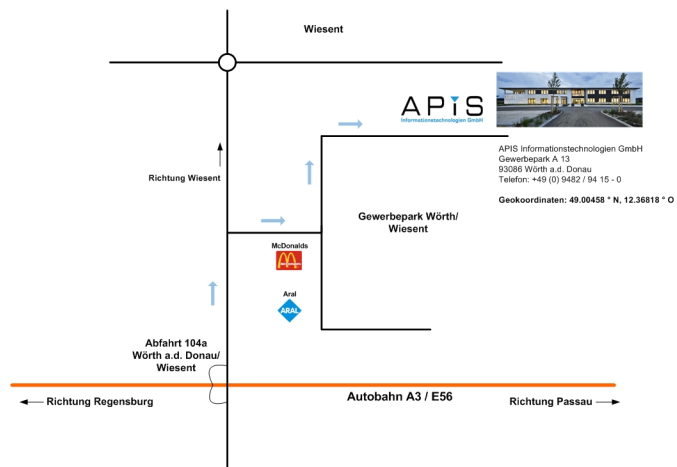 Wiesent
APiS
Informationstechnologien GmbH
APIS Informationstechnologien GmbH
Gewerbepark A 13
93086 Wörth a.d. Donau
Telefon: +49 (0) 9482 / 94 15 - 0
Geokoordinaten: 49.00458 ° N, 12.36818 ° O
Richtung Wiesent
Gewerbepark Wörth/
Wiesent
McDonalds
Aral
ARAL
Abfahrt 104a
Wörth a.d. Donau/
Wiesent
Richtung Regensburg
Autobahn A3 / E56
Richtung Passau